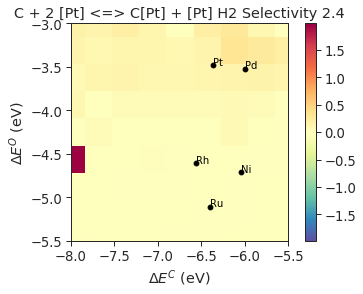 C + 2 [Pt] <=> C[Pt] + [Pt] H2 Selectivity 2.4
−3.0
−3.5
−4.0
−4.5
−5.0
−5.5
ΔE^O (eV)
Pt
Pd
Rh
Ni
Ru
−8.0 −7.5 −7.0 −6.5 −6.0 −5.5
ΔE^C (eV)
1.5
1.0
0.5
0.0
−0.5
−1.0
−1.5